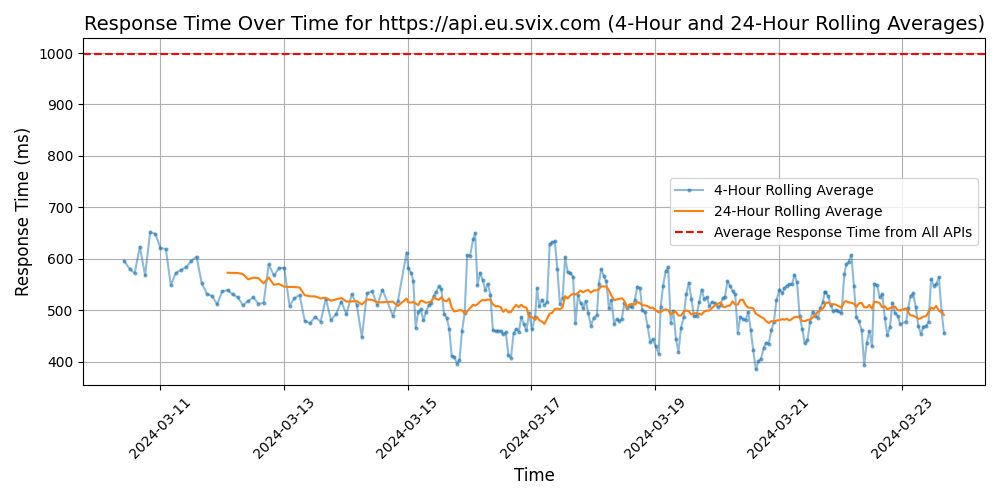 Response Time Over Time for https://api.eu.svix.com (4-Hour and 24-Hour Rolling Averages)
Response Time (ms)
1000
900
800
700
600
500
400
4-Hour Rolling Average
24-Hour Rolling Average
Average Response Time from All APIs
2024-03-11
2024-03-13
2024-03-15
2024-03-17
2024-03-19
2024-03-21
2024-03-23
Time